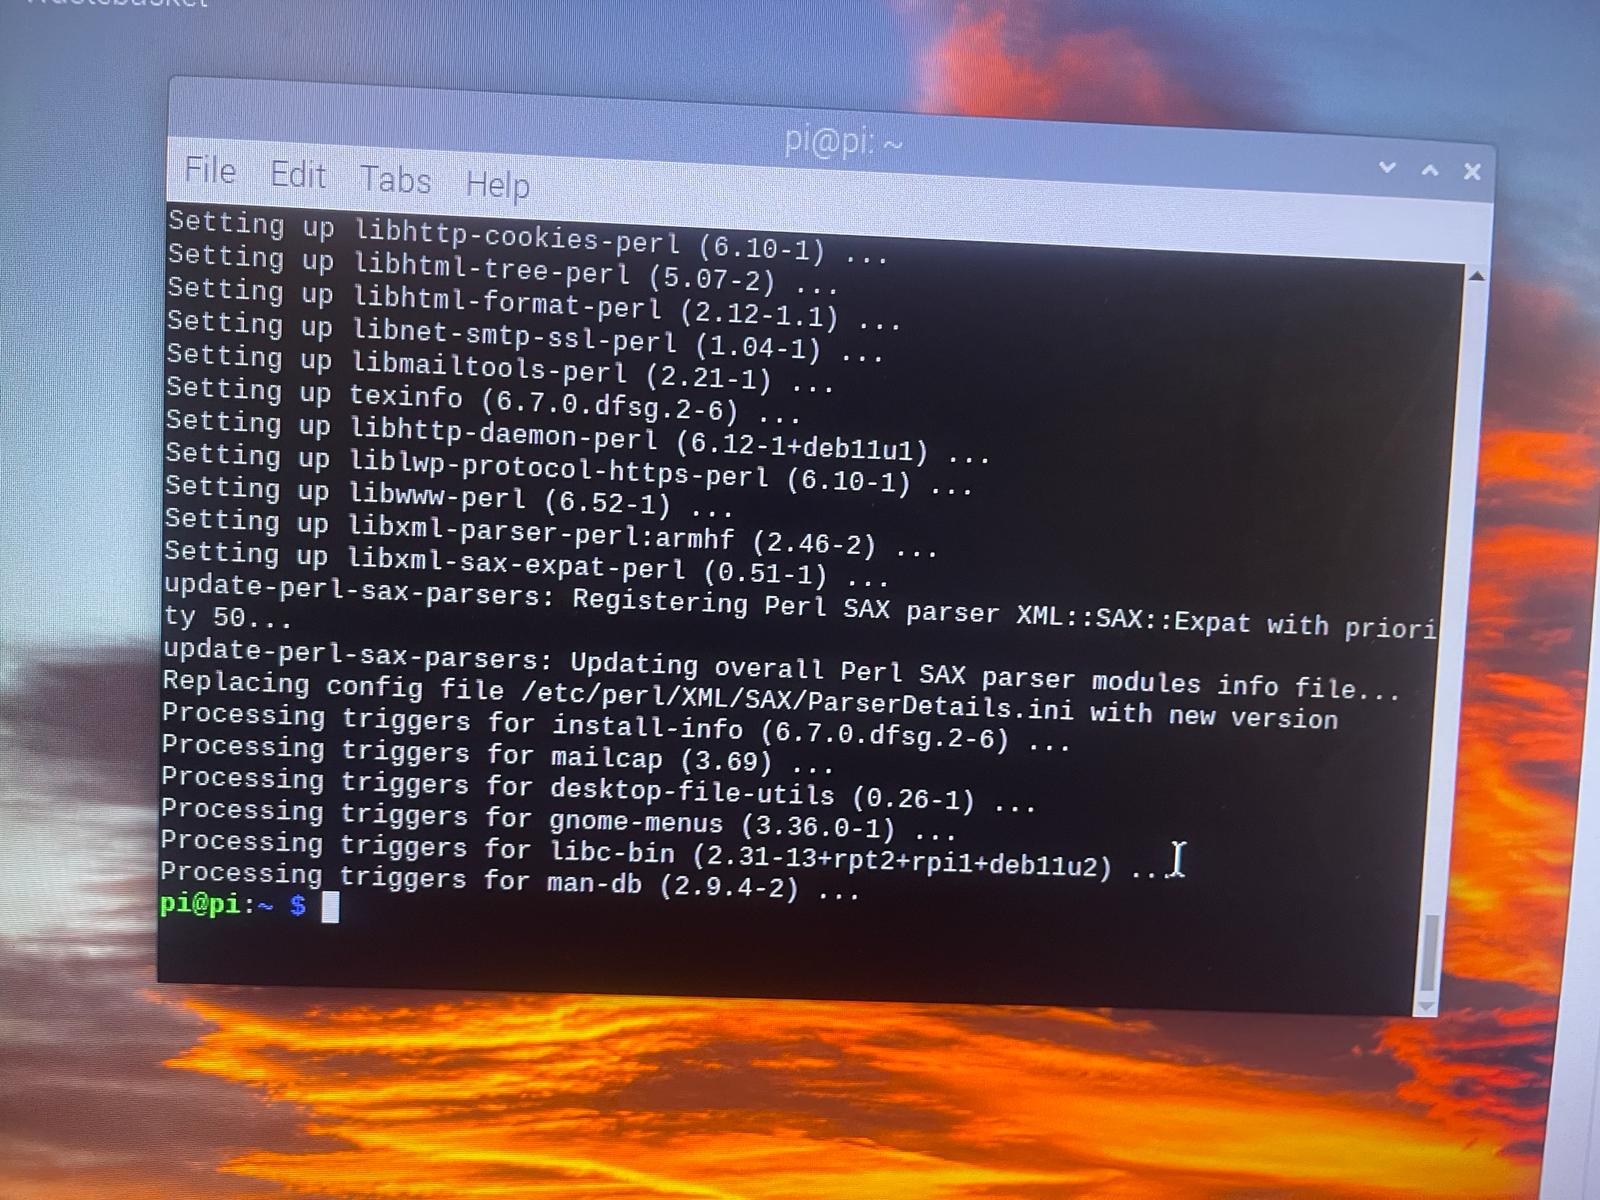 Wastebasket
pi@pi: ~
File Edit Tabs Help
Setting up libhttp-cookies-perl (6.10-1) ...
Setting up libhtml-tree-perl (5.07-2) ...
Setting up libhtml-format-perl (2.12-1.1) ...
Setting up libnet-smtp-ssl-perl (1.04-1) ...
Setting up libmailtools-perl (2.21-1) ...
Setting up texinfo (6.7.0.dfsg.2-6) ...
Setting up libhttp-daemon-perl (6.12-1+deb11u1) ...
Setting up liblwp-protocol-https-perl (6.10-1) ...
Setting up libwww-perl (6.52-1) ...
Setting up libxml-parser-perl:armhf (2.46-2) ...
Setting up libxml-sax-expat-perl (0.51-1) ...
update-perl-sax-parsers: Registering Perl SAX parser XML::SAX::Expat with priori
ty 50...
update-perl-sax-parsers: Updating overall Perl SAX parser modules info file...
Replacing config file /etc/perl/XML/SAX/ParserDetails.ini with new version
Processing triggers for install-info (6.7.0.dfsg.2-6) ...
Processing triggers for mailcap (3.69) ...
Processing triggers for desktop-file-utils (0.26-1) ...
Processing triggers for gnome-menus (3.36.0-1) ...
Processing triggers for libc-bin (2.31-13+rpt2+rpi1+deb11u2) ...
Processing triggers for man-db (2.9.4-2) ...
pi@pi:~ $